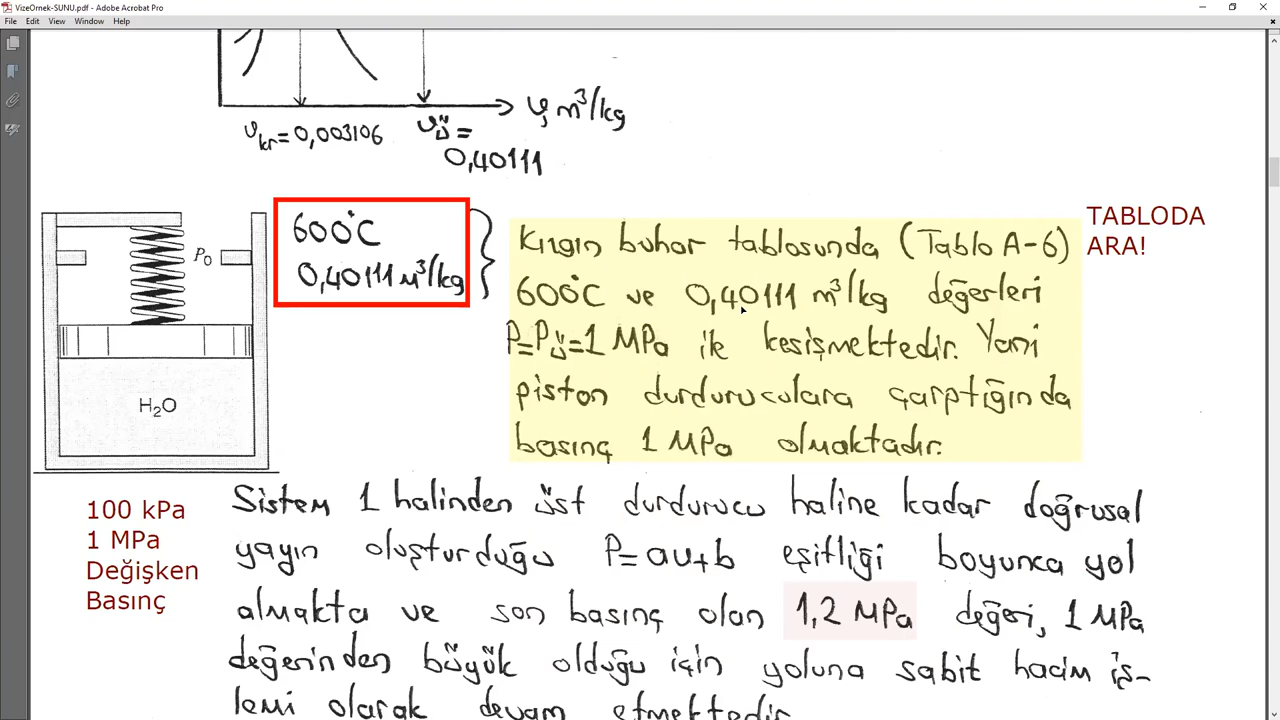 VizeOrnek-SUNU.pdf - Adobe Acrobat Pro
File Edit View Window Help
υ, m³/kg
υkr=0,003106
υü=
0,40111
600°C
0,40111 m³/kg
P₀
H₂O
Kızgın buhar tablosunda (Tablo A-6)
600°C ve 0,40111 m³/kg değerleri
P=Pü=1 MPa ile kesişmektedir. Yani
piston durduruculara çarptığında
basınç 1 MPa olmaktadır.
TABLODA
ARA!
100 kPa
1 MPa
Değişken
Basınç
Sistem 1 halinden üst durdurucu haline kadar doğrusal
yayın oluşturduğu P=aυ+b eşitliği boyunca yol
almakta ve son basınç olan 1,2 MPa değeri, 1 MPa
değerinden büyük olduğu için yoluna sabit hacim iş-
lemi olarak devam etmektedir